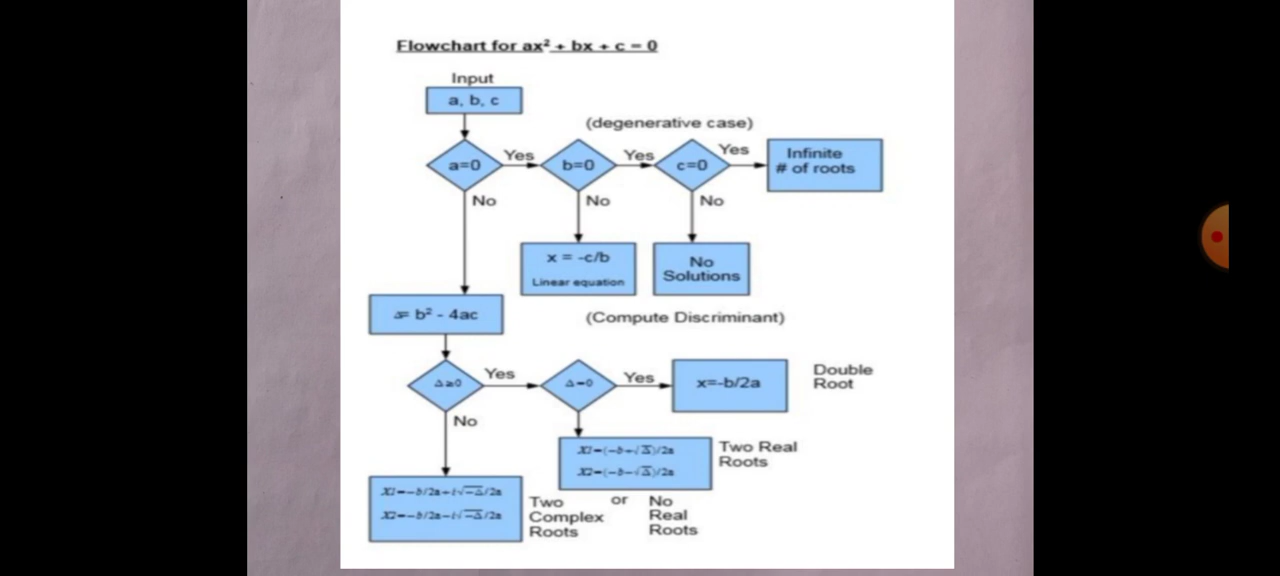 Flowchart for ax² + bx + c = 0
Input
a, b, c
(degenerative case)
a=0
Yes
b=0
Yes
c=0
Yes
Infinite
# of roots
No
No
No
x = -c/b
Linear equation
No
Solutions
= b² - 4ac
(Compute Discriminant)
Δ≥0
Yes
Δ=0
Yes
x=-b/2a
Double
Root
No
X1=(-b+√Δ)/2a
X2=(-b-√Δ)/2a
Two Real
Roots
X1=-b/2a+i√-Δ/2a
X2=-b/2a-i√-Δ/2a
Two
Complex
Roots
or
No
Real
Roots